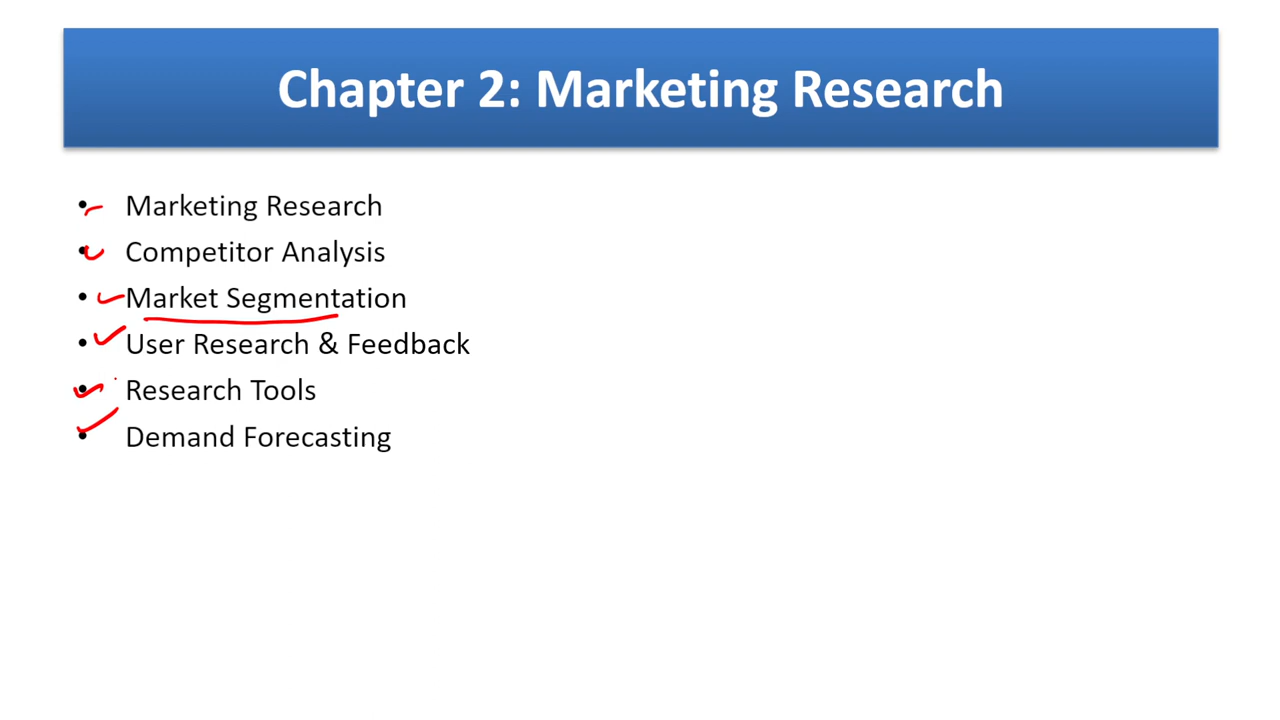 Chapter 2: Marketing Research
• Marketing Research
• Competitor Analysis
• Market Segmentation
• User Research & Feedback
• Research Tools
• Demand Forecasting